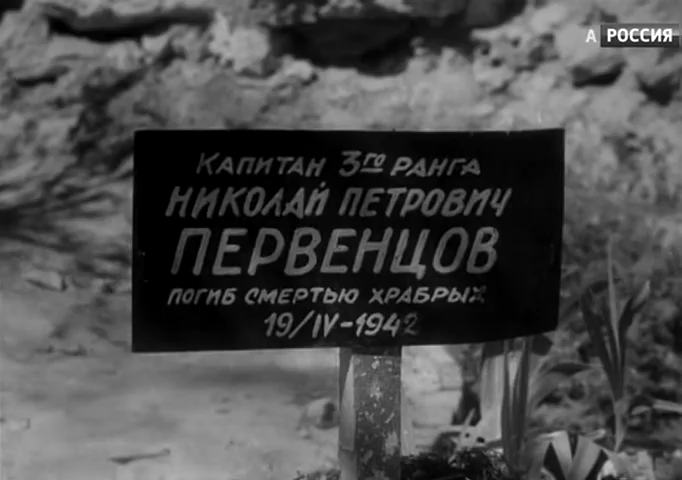 А РОССИЯ
КАПИТАН 3го РАНГА
НИКОЛАЙ ПЕТРОВИЧ
ПЕРВЕНЦОВ
ПОГИБ СМЕРТЬЮ ХРАБРЫХ
19/IV-1942